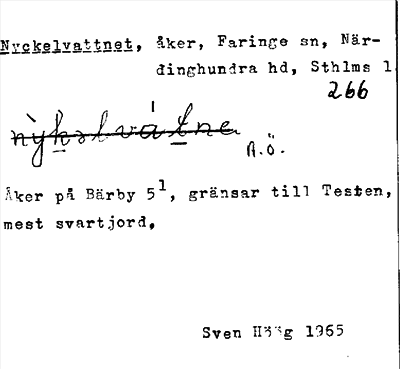 Nyckelvattnet, åker, Faringe sn, När-
dinghundra hd, Sthlms l
266
A.Ö.
Åker på Bärby 5¹, gränsar till Testen,
mest svartjord,
Sven Höög 1965